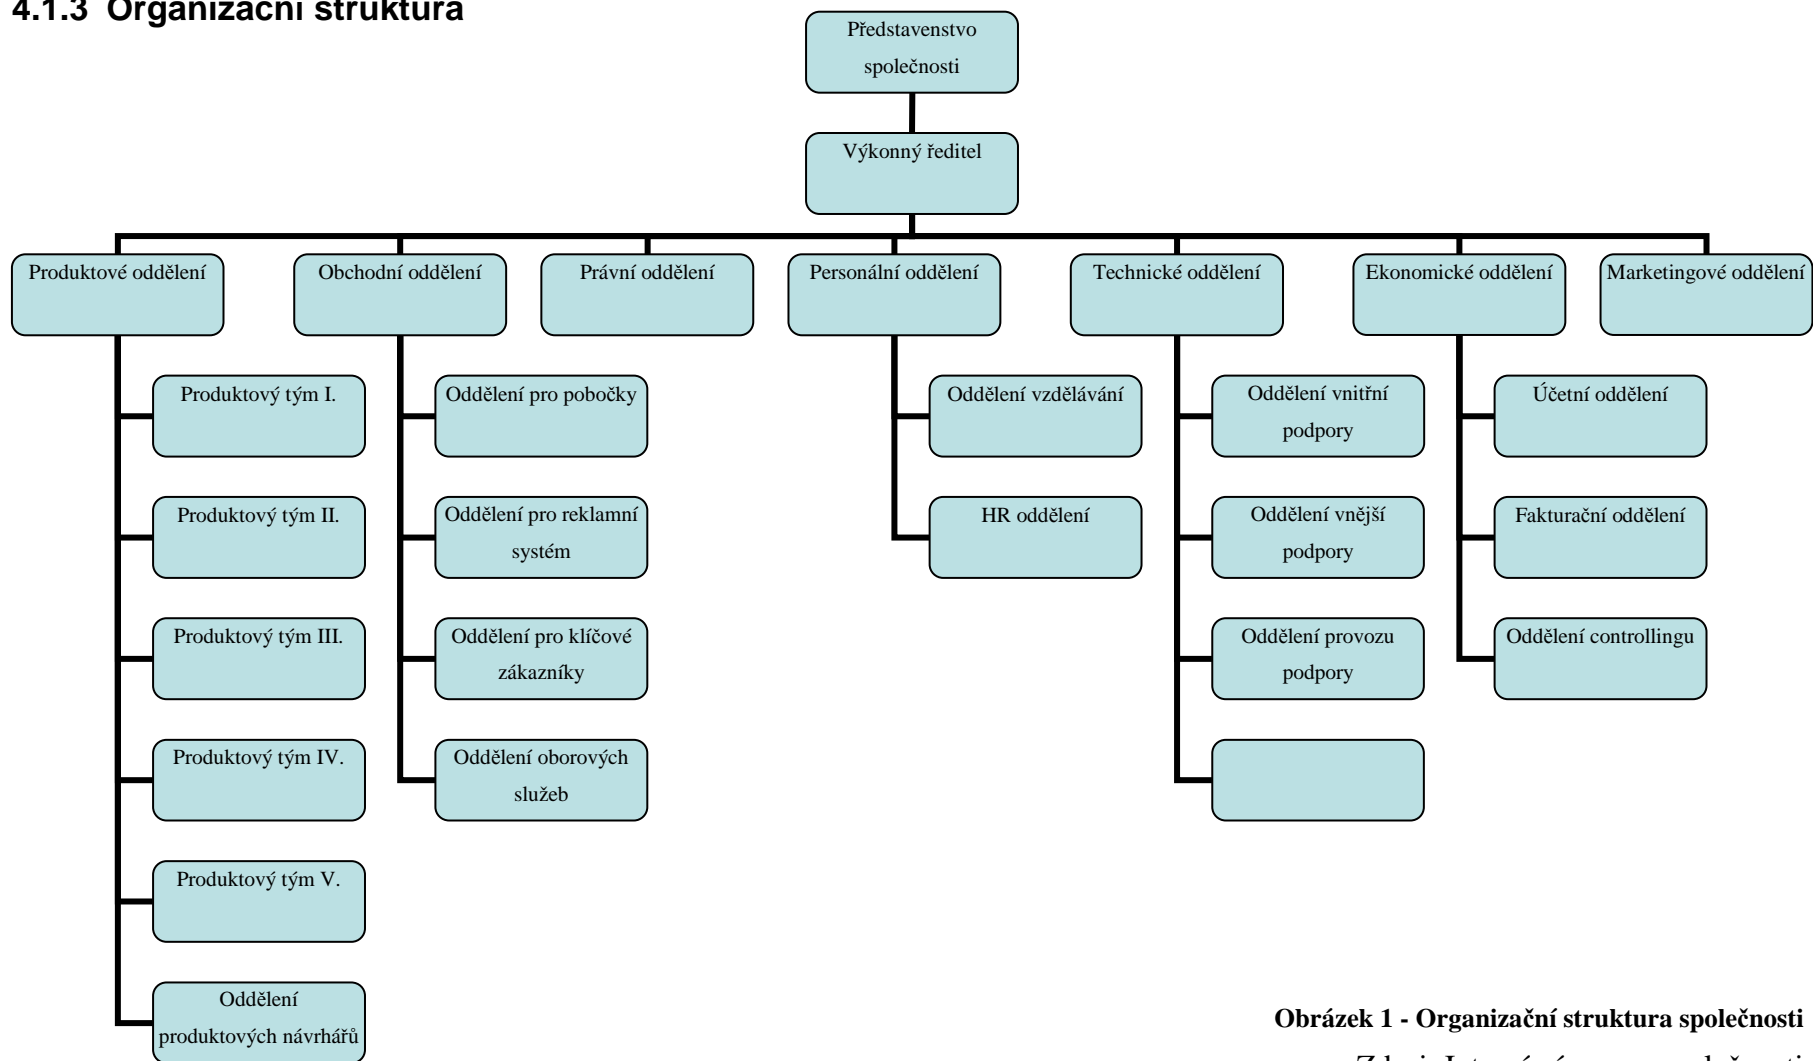 4.1.3 Organizační struktura
Představenstvo
společnosti
Výkonný ředitel
Produktové oddělení
Obchodní oddělení
Právní oddělení
Personální oddělení
Technické oddělení
Ekonomické oddělení
Marketingové oddělení
Produktový tým I.
Produktový tým II.
Produktový tým III.
Produktový tým IV.
Produktový tým V.
Oddělení
produktových návrhářů
Oddělení pro pobočky
Oddělení pro reklamní
systém
Oddělení pro klíčové
zákazníky
Oddělení oborových
služeb
Oddělení vzdělávání
HR oddělení
Oddělení vnitřní
podpory
Oddělení vnější
podpory
Oddělení provozu
podpory
Účetní oddělení
Fakturační oddělení
Oddělení controllingu
Obrázek 1 - Organizační struktura společnosti